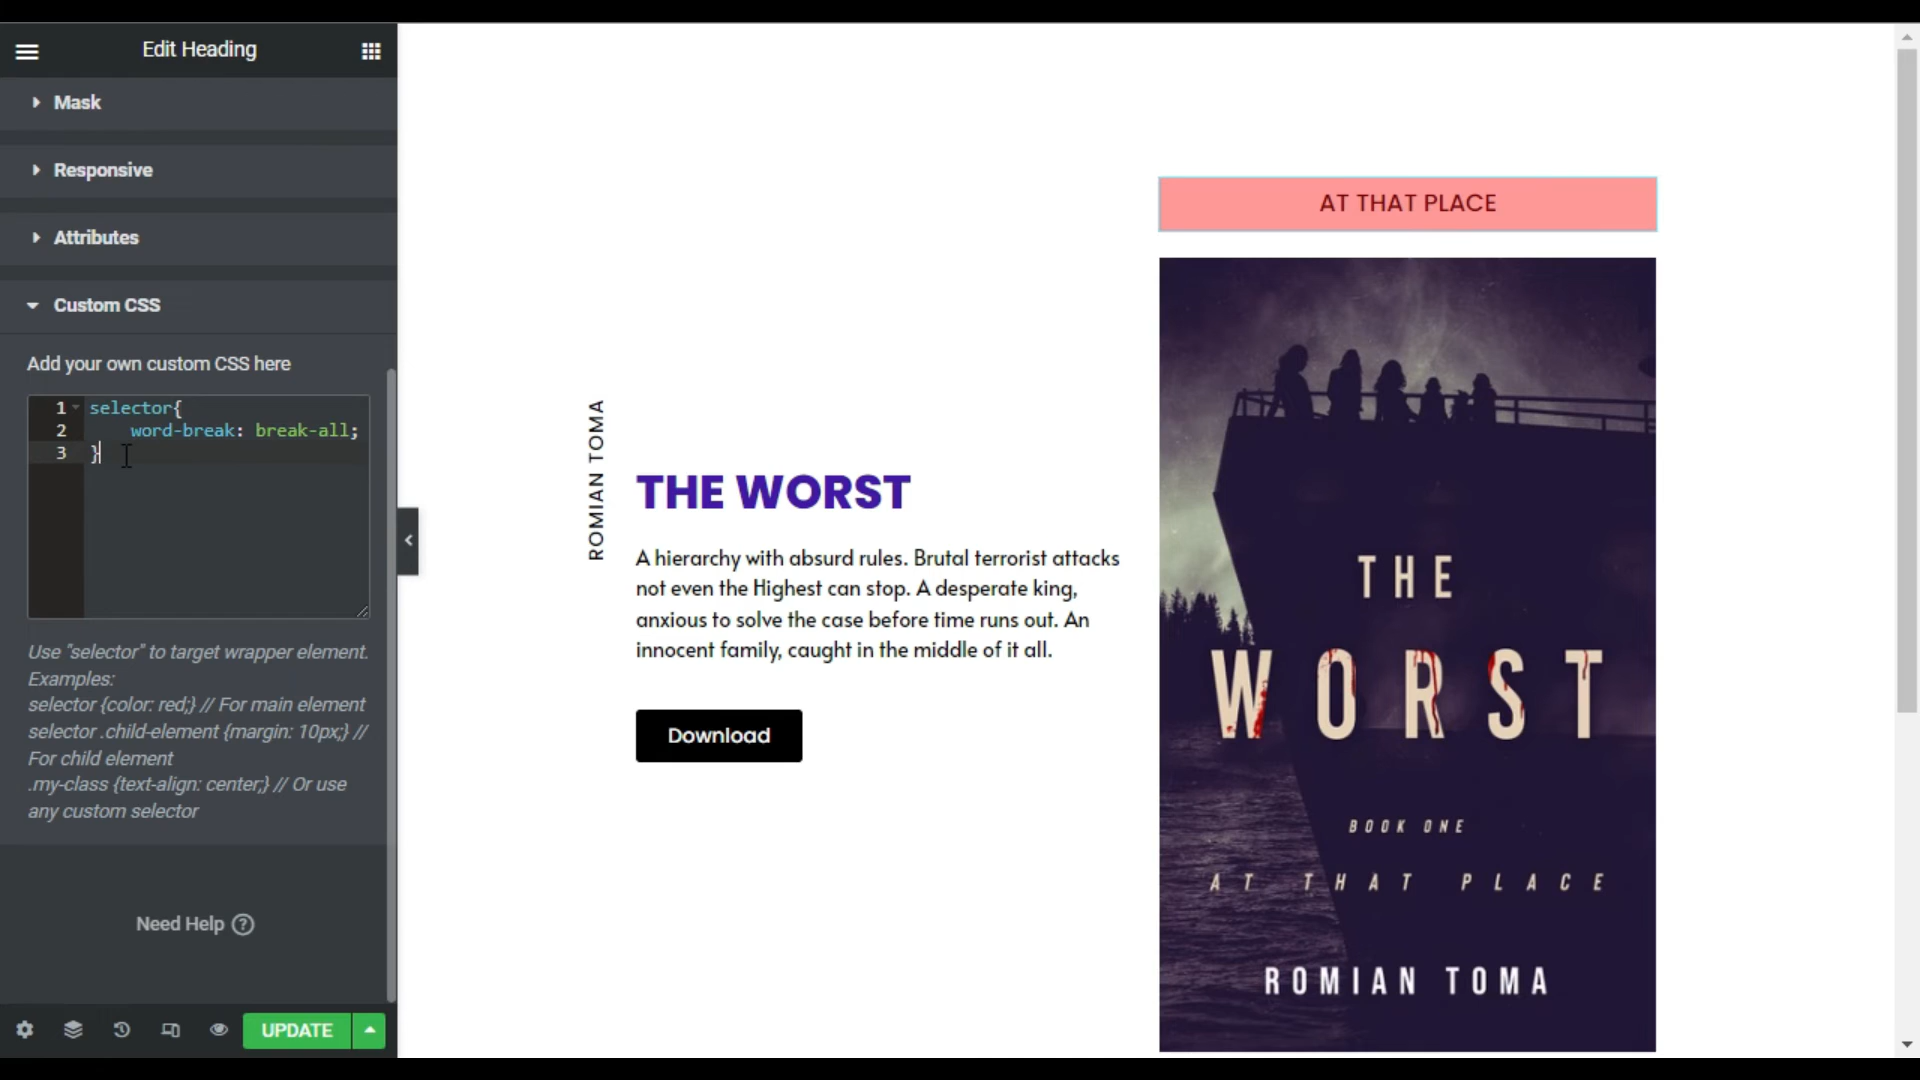 Edit Heading
Mask
Responsive
Attributes
Custom CSS
Add your own custom CSS here
1 selector{
2 word-break: break-all;
3 }
Use "selector" to target wrapper element.
Examples:
selector {color: red;} // For main element
selector .child-element {margin: 10px;} //
For child element
.my-class {text-align: center;} // Or use
any custom selector
Need Help ?
UPDATE
ROMIAN TOMA
THE WORST
A hierarchy with absurd rules. Brutal terrorist attacks
not even the Highest can stop. A desperate king,
anxious to solve the case before time runs out. An
innocent family, caught in the middle of it all.
Download
AT THAT PLACE
THE
WORST
BOOK ONE
AT THAT PLACE
ROMIAN TOMA